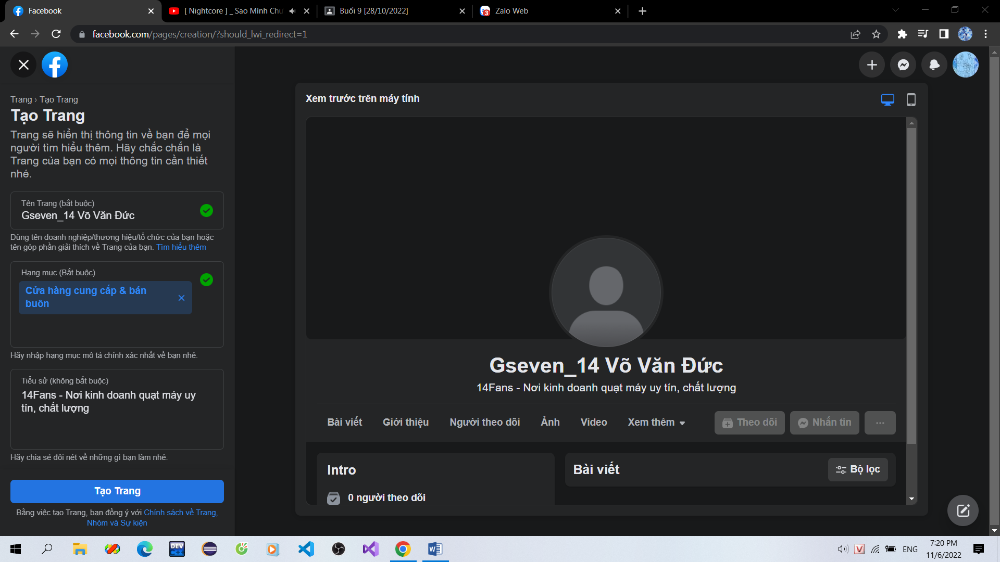 Facebook
[ Nightcore ] _ Sao Mình Chư
Buổi 9 [28/10/2022]
Zalo Web
facebook.com/pages/creation/?should_lwi_redirect=1
Trang › Tạo Trang
Tạo Trang
Trang sẽ hiển thị thông tin về bạn để mọi
người tìm hiểu thêm. Hãy chắc chắn là
Trang của bạn có mọi thông tin cần thiết
nhé.
Tên Trang (bắt buộc)
Gseven_14 Võ Văn Đức
Dùng tên doanh nghiệp/thương hiệu/tổ chức của bạn hoặc
tên góp phần giải thích về Trang của bạn. Tìm hiểu thêm
Hạng mục (Bắt buộc)
Cửa hàng cung cấp & bán
buôn
Hãy nhập hạng mục mô tả chính xác nhất về bạn nhé.
Tiểu sử (không bắt buộc)
14Fans - Nơi kinh doanh quạt máy uy
tín, chất lượng
Hãy chia sẻ đôi nét về những gì bạn làm nhé.
Tạo Trang
Bằng việc tạo Trang, bạn đồng ý với Chính sách về Trang,
Nhóm và Sự kiện
Xem trước trên máy tính
Gseven_14 Võ Văn Đức
14Fans - Nơi kinh doanh quạt máy uy tín, chất lượng
Bài viết
Giới thiệu
Người theo dõi
Ảnh
Video
Xem thêm
Theo dõi
Nhắn tin
Intro
0 người theo dõi
Bài viết
Bộ lọc
DEV
C++
ENG
7:20 PM
11/6/2022